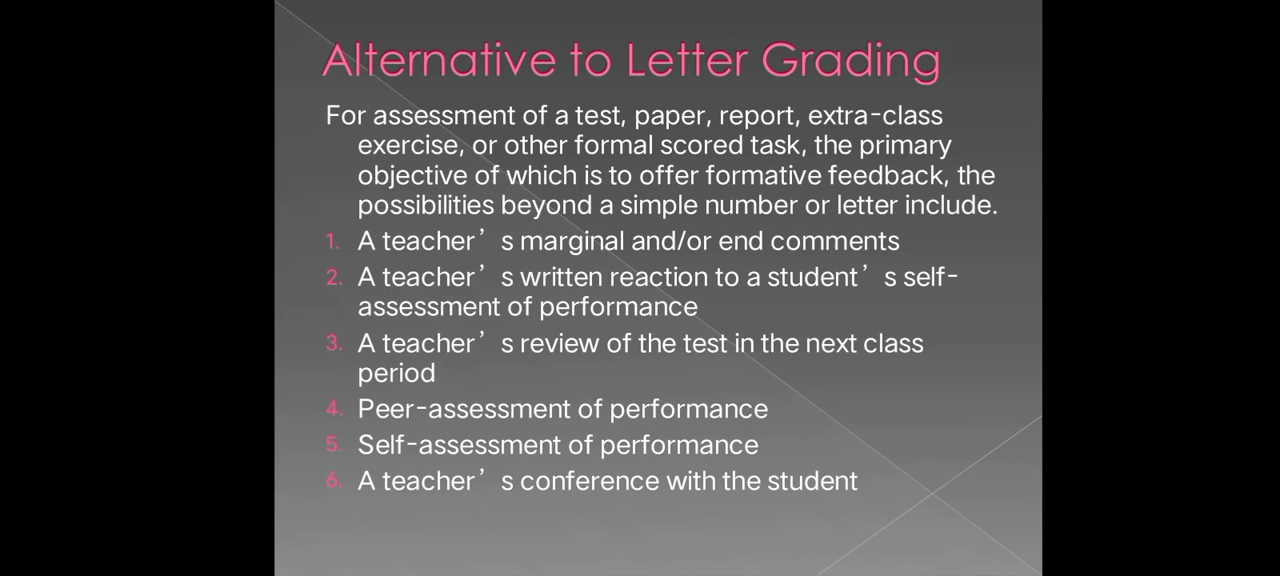 Alternative to Letter Grading
For assessment of a test, paper, report, extra-class
exercise, or other formal scored task, the primary
objective of which is to offer formative feedback, the
possibilities beyond a simple number or letter include.
1. A teacher’s marginal and/or end comments
2. A teacher’s written reaction to a student’s self-
assessment of performance
3. A teacher’s review of the test in the next class
period
4. Peer-assessment of performance
5. Self-assessment of performance
6. A teacher’s conference with the student